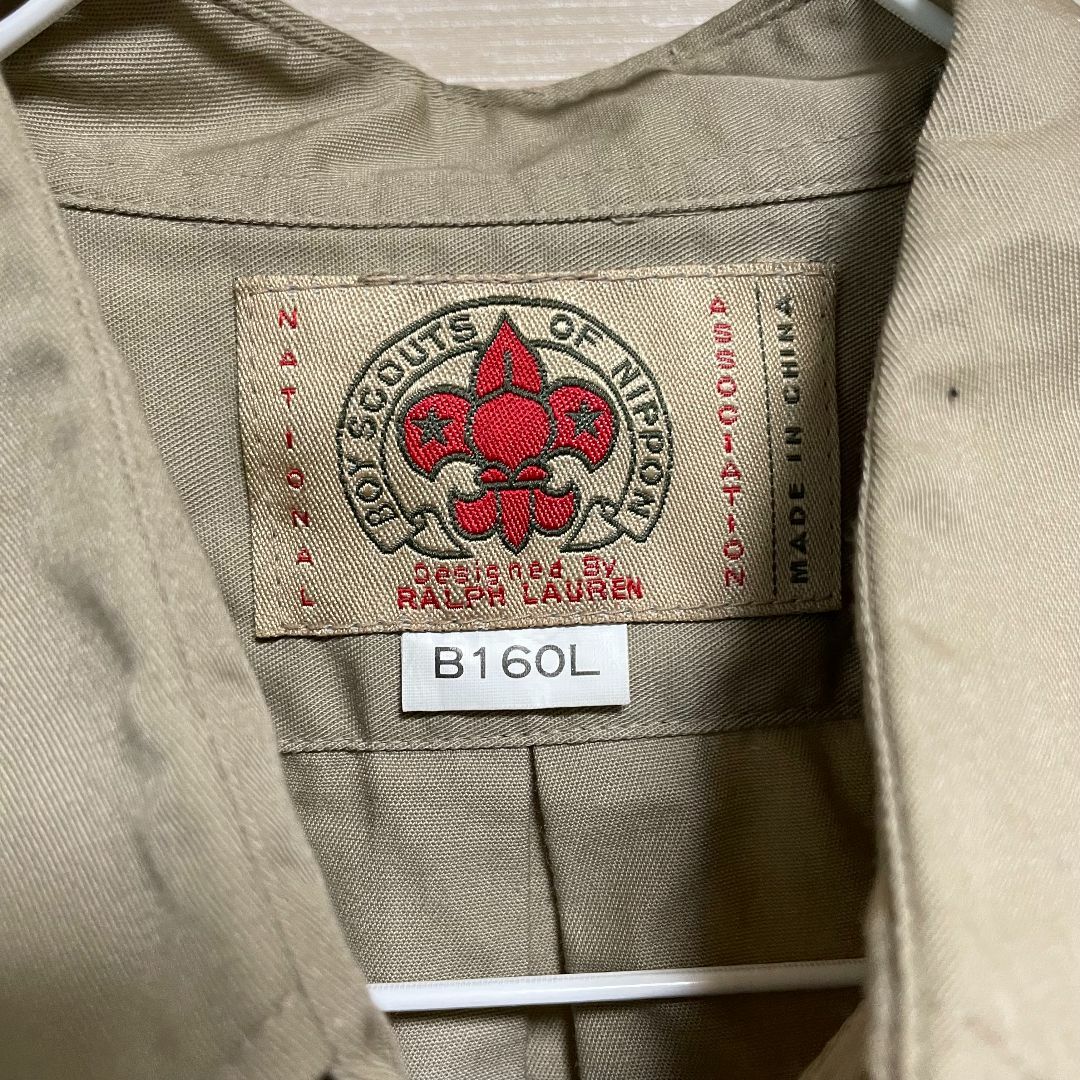 NATIONAL
BOY SCOUTS OF NIPPON
ASSOCIATION
MADE IN CHINA
Designed By
RALPH LAUREN
B160L